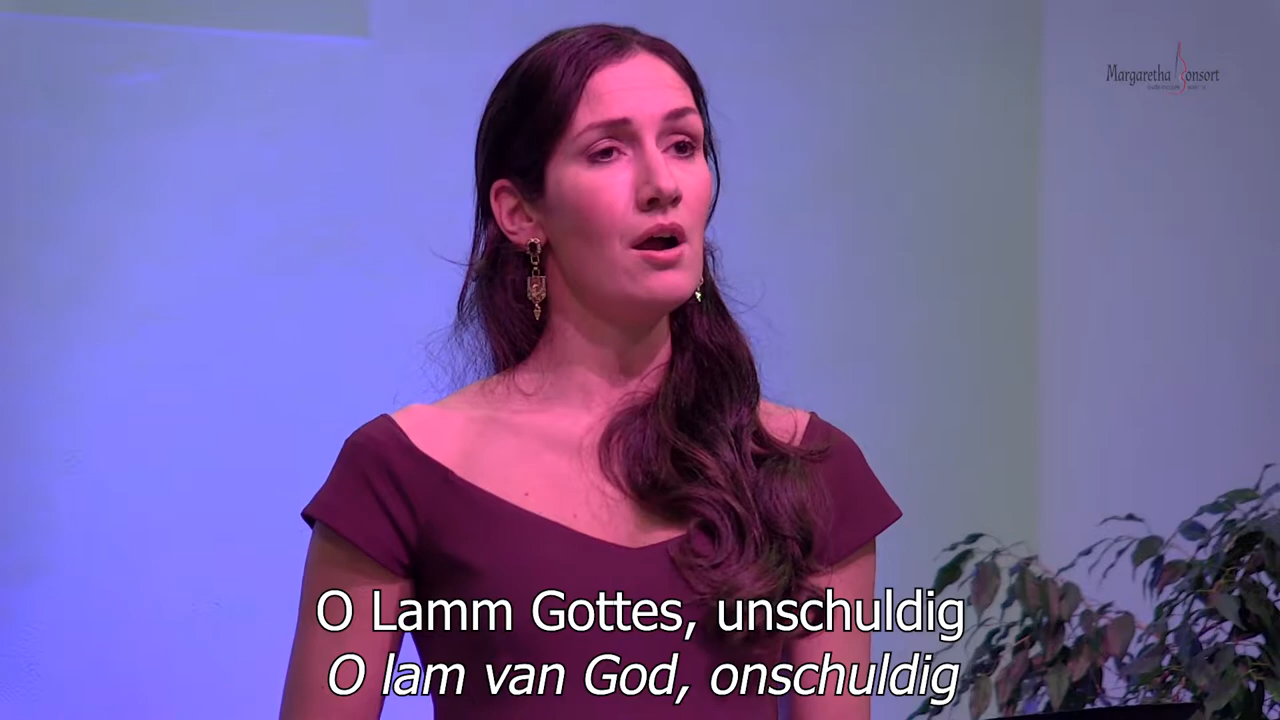 Margaretha Consort
O Lamm Gottes, unschuldig
O lam van God, onschuldig